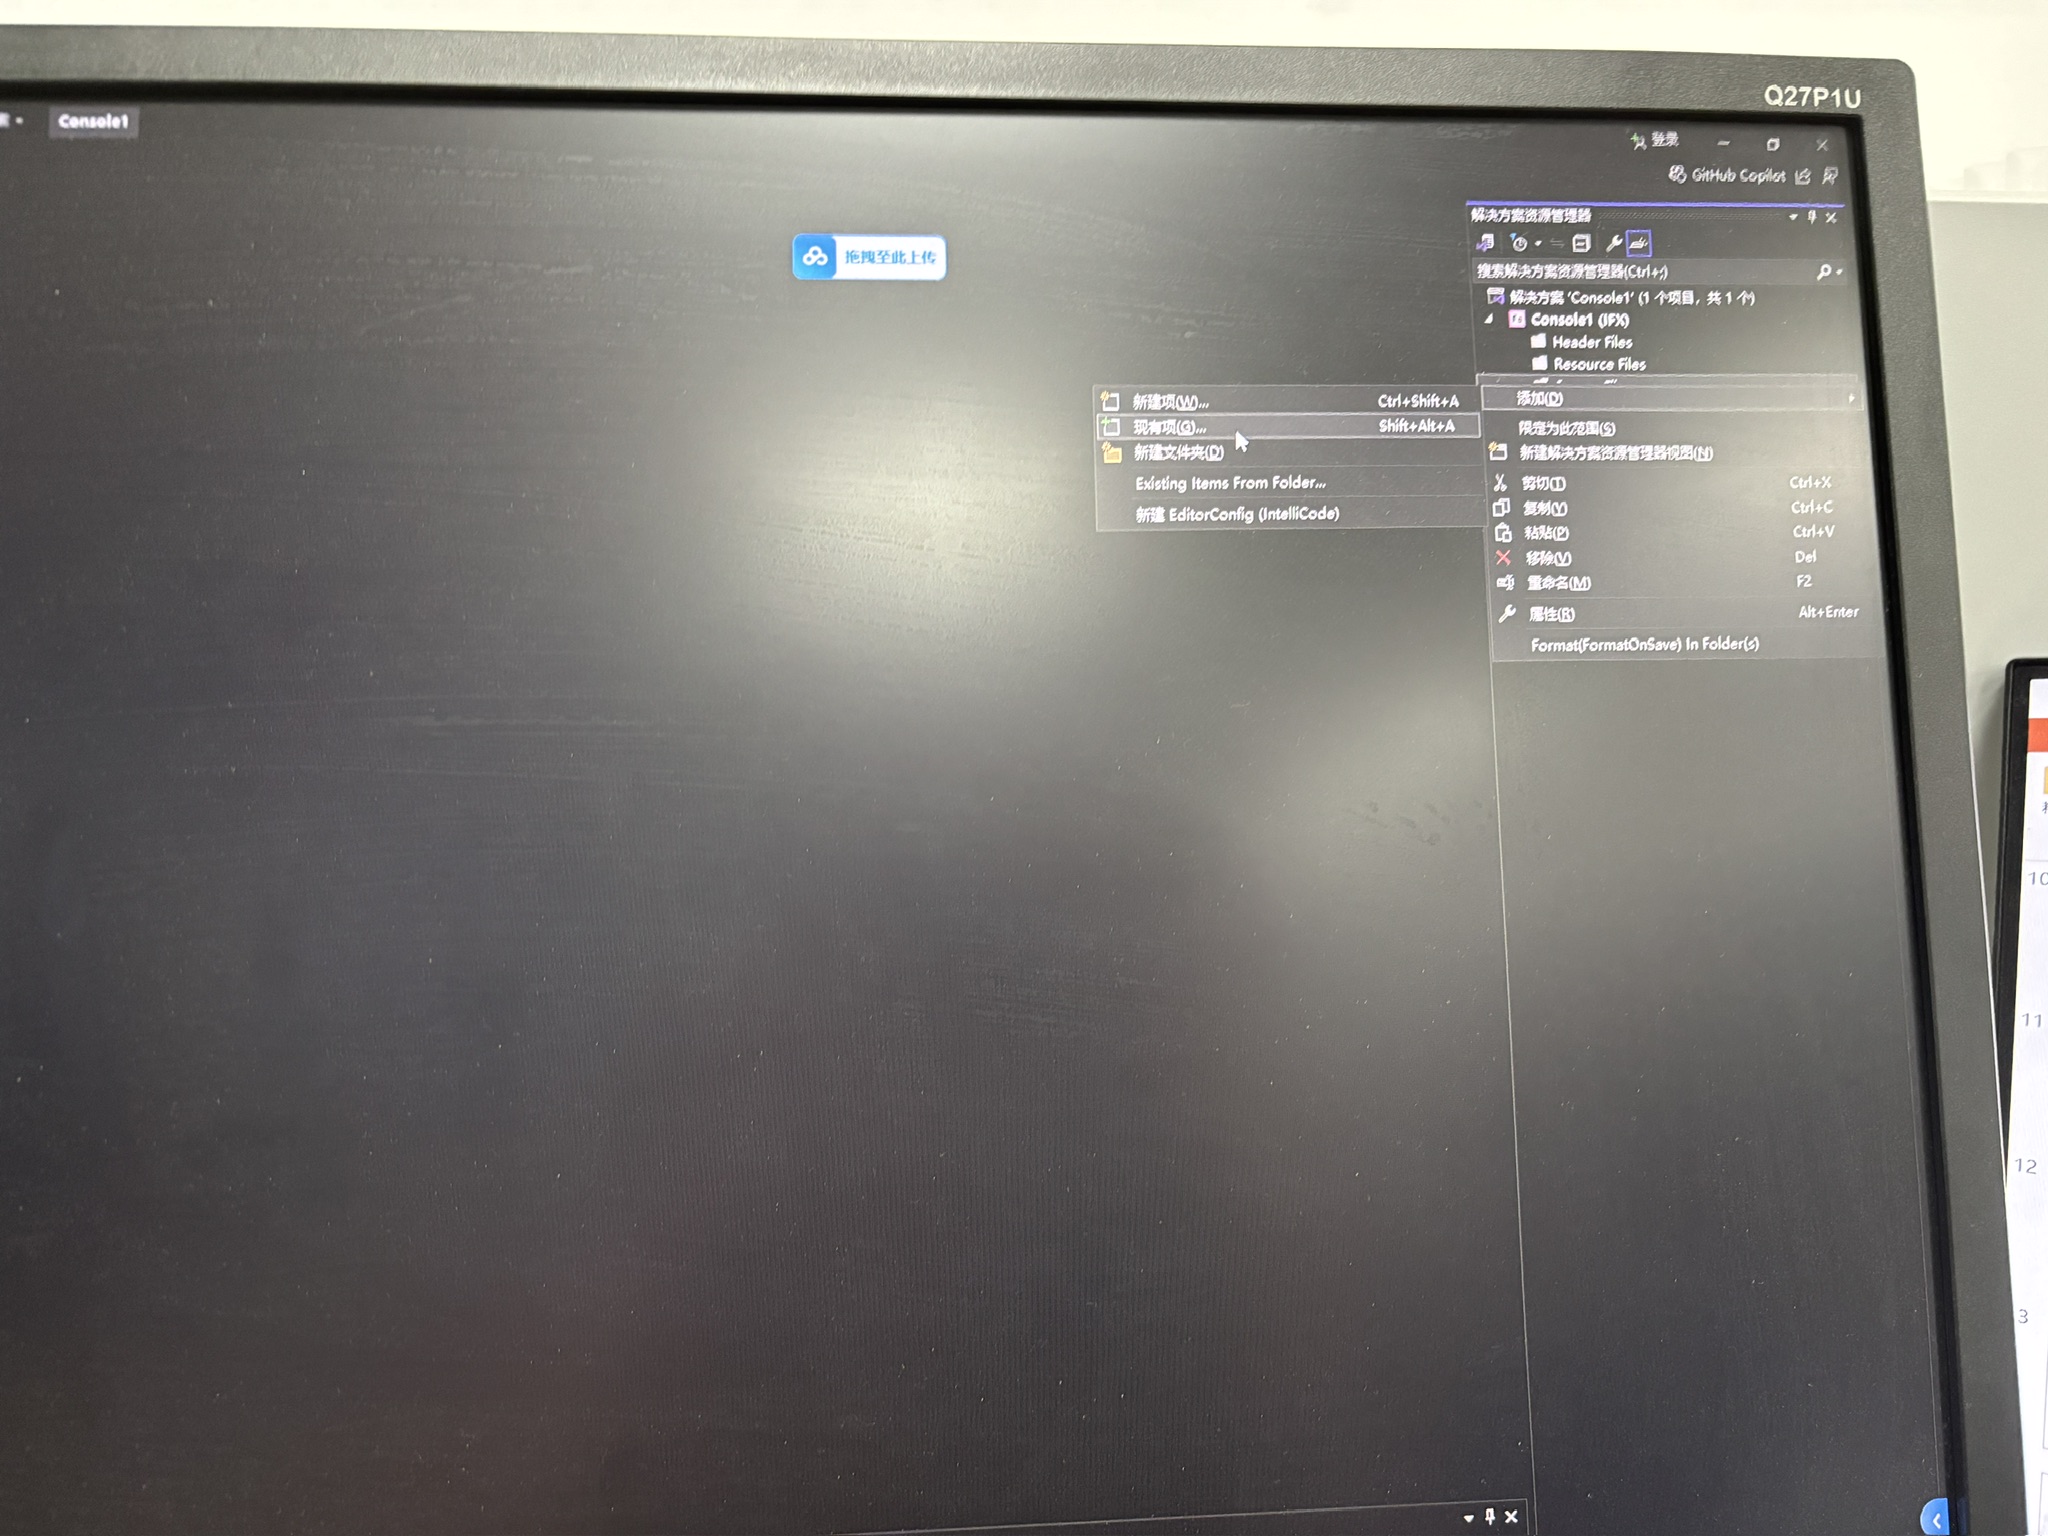 Q27P1U
Console1
登录
GitHub Copilot
拖拽至此上传
解决方案资源管理器
搜索解决方案资源管理器(Ctrl+;)
解决方案 'Console1' (1 个项目，共 1 个)
Console1 (IFX)
Header Files
Resource Files
添加(D)
限定为此范围(S)
新建解决方案资源管理器视图(N)
剪切(T) Ctrl+X
复制(Y) Ctrl+C
粘贴(P) Ctrl+V
移除(V) Del
重命名(M) F2
属性(R) Alt+Enter
Format(FormatOnSave) In Folder(s)
新建项(W)... Ctrl+Shift+A
现有项(G)... Shift+Alt+A
新建文件夹(D)
Existing Items From Folder...
新建 EditorConfig (IntelliCode)
10
11
12
3